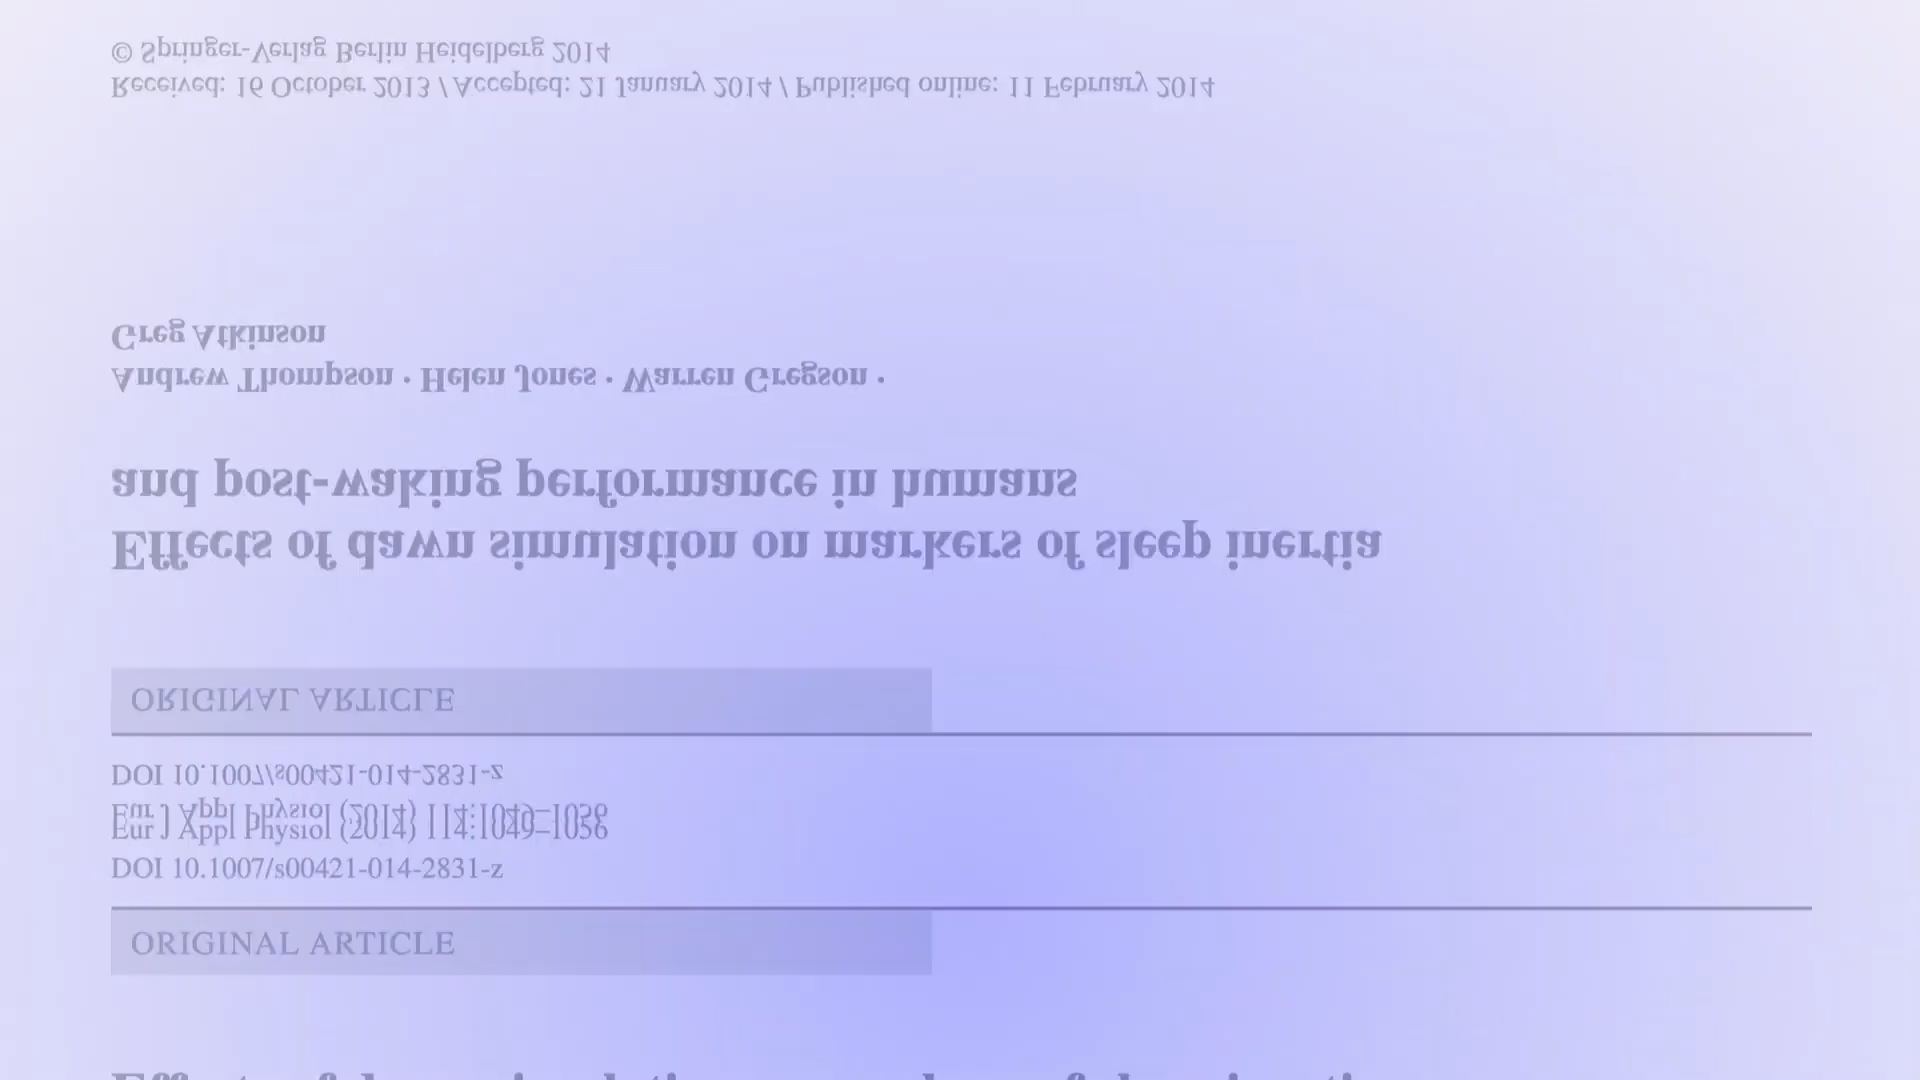 © Springer-Verlag Berlin Heidelberg 2014
Received: 16 October 2013 / Accepted: 21 January 2014 / Published online: 11 February 2014
Greg Atkinson
Andrew Thompson · Helen Jones · Warren Gregson ·
and post-waking performance in humans
Effects of dawn simulation on markers of sleep inertia
ORIGINAL ARTICLE
DOI 10.1007/s00421-014-2831-z
Eur J Appl Physiol (2014) 114:1049–1056
DOI 10.1007/s00421-014-2831-z
ORIGINAL ARTICLE